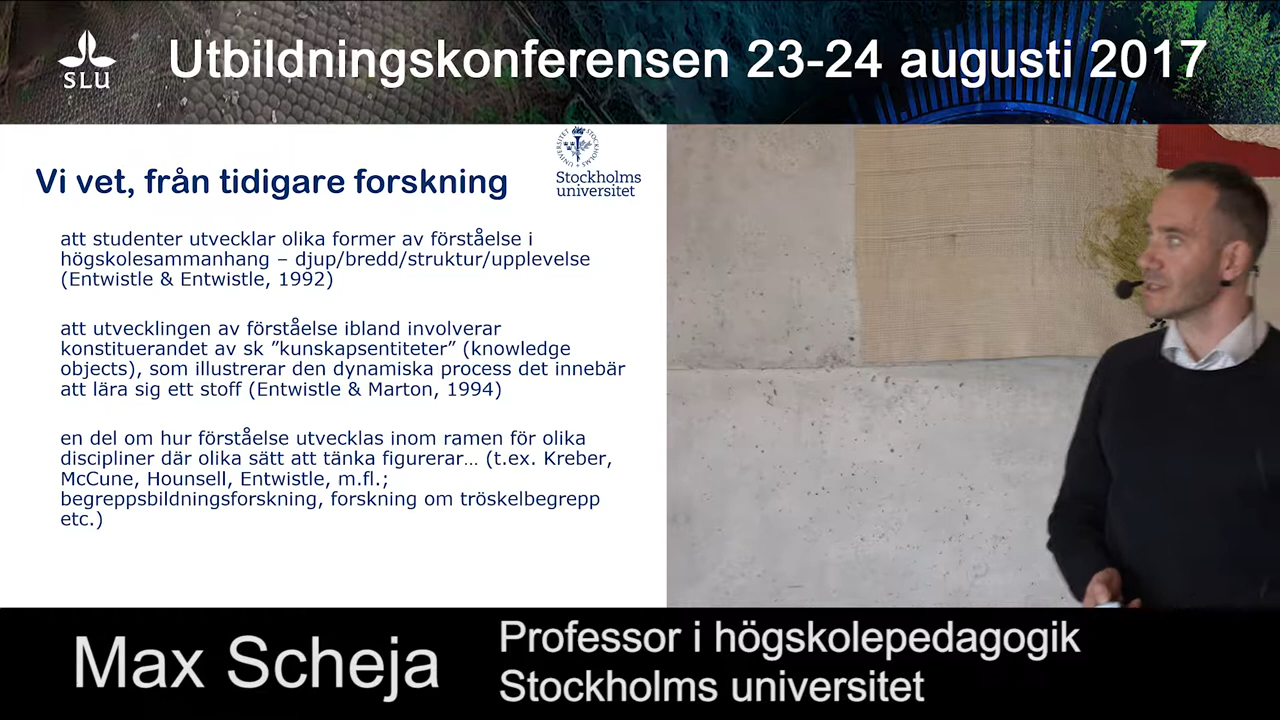 SLU
Utbildningskonferensen 23-24 augusti 2017
Stockholms
universitet
Vi vet, från tidigare forskning
att studenter utvecklar olika former av förståelse i
högskolesammanhang – djup/bredd/struktur/upplevelse
(Entwistle & Entwistle, 1992)
att utvecklingen av förståelse ibland involverar
konstituerandet av sk ”kunskapsentiteter” (knowledge
objects), som illustrerar den dynamiska process det innebär
att lära sig ett stoff (Entwistle & Marton, 1994)
en del om hur förståelse utvecklas inom ramen för olika
discipliner där olika sätt att tänka figurerar… (t.ex. Kreber,
McCune, Hounsell, Entwistle, m.fl.;
begreppsbildningsforskning, forskning om tröskelbegrepp
etc.)
Max Scheja
Professor i högskolepedagogik
Stockholms universitet